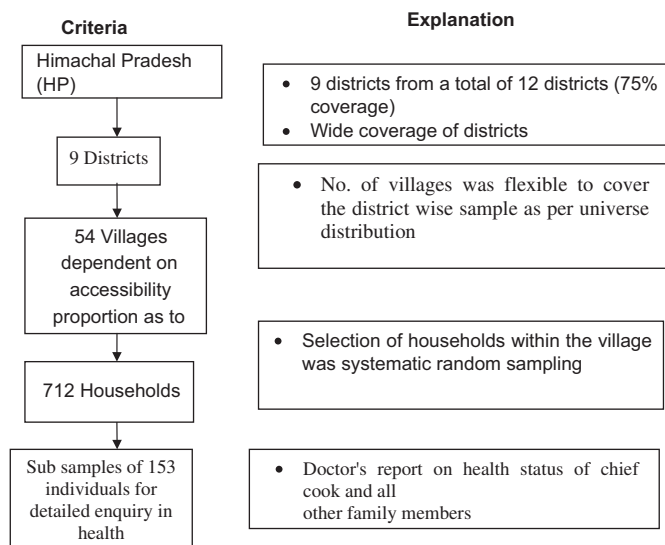 Criteria
Explanation
Himachal Pradesh
(HP)
• 9 districts from a total of 12 districts (75%
coverage)
• Wide coverage of districts
9 Districts
• No. of villages was flexible to cover
the district wise sample as per universe
distribution
54 Villages
dependent on
accessibility
proportion as to
• Selection of households within the village
was systematic random sampling
712 Households
Sub samples of 153
individuals for
detailed enquiry in
health
• Doctor's report on health status of chief
cook and all
other family members